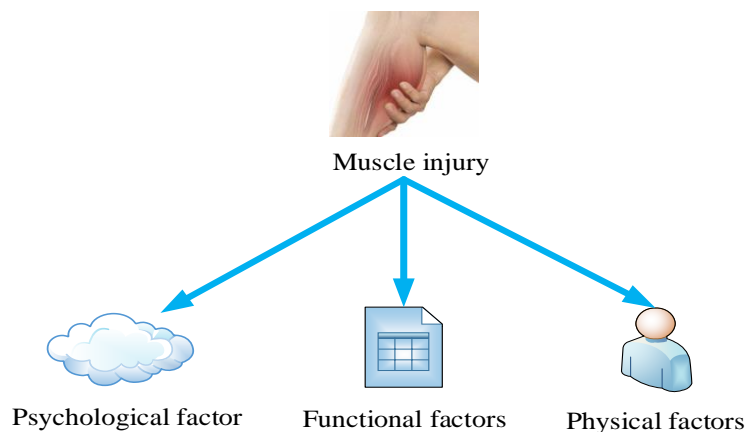 Muscle injury
Psychological factor
Functional factors
Physical factors